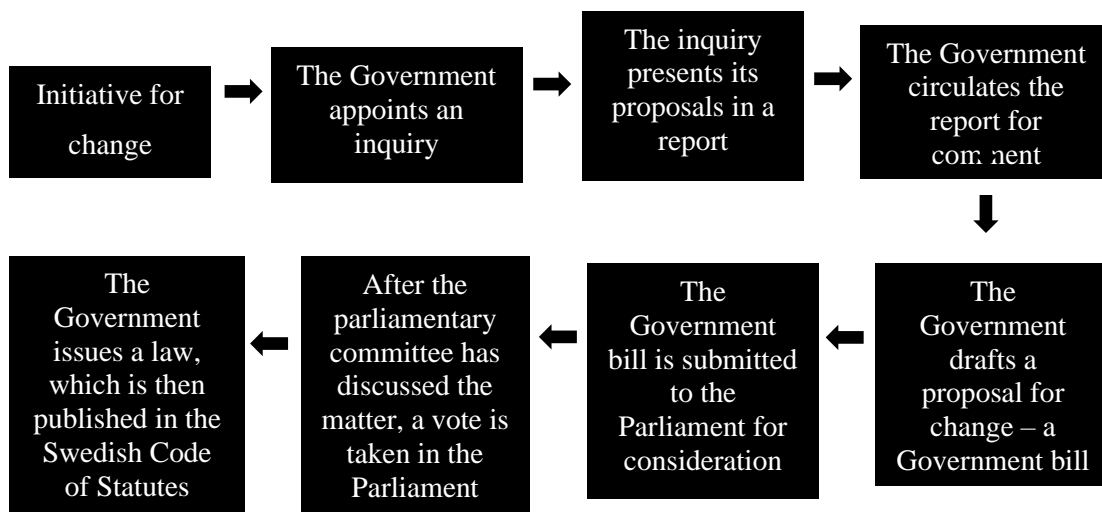 Initiative for
change
The Government
appoints an
inquiry
The inquiry
presents its
proposals in a
report
The Government
circulates the
report for
comment
The
Government
drafts a
proposal for
change – a
Government bill
The
Government
bill is submitted
to the
Parliament for
consideration
After the
parliamentary
committee has
discussed the
matter, a vote is
taken in the
Parliament
The
Government
issues a law,
which is then
published in the
Swedish Code
of Statutes